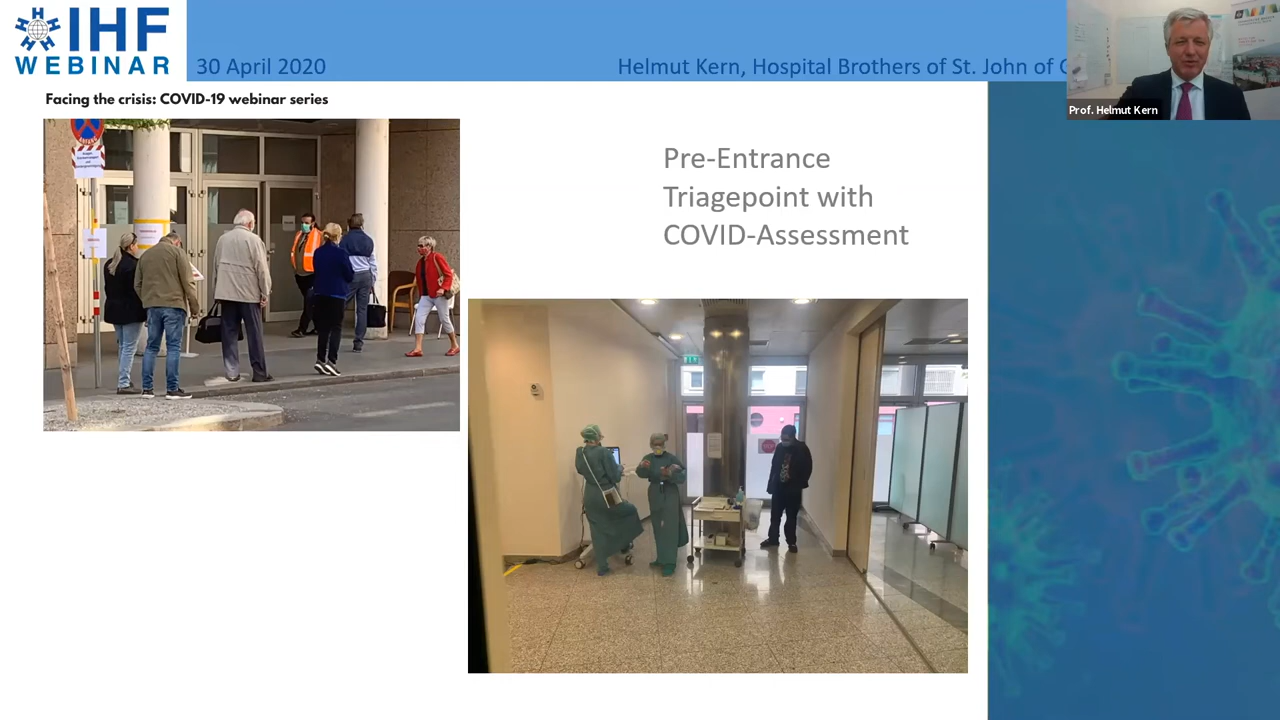 IHF
WEBINAR
30 April 2020
Helmut Kern, Hospital Brothers of St. John of G
Prof. Helmut Kern
Facing the crisis: COVID-19 webinar series
Pre-Entrance
Triagepoint with
COVID-Assessment